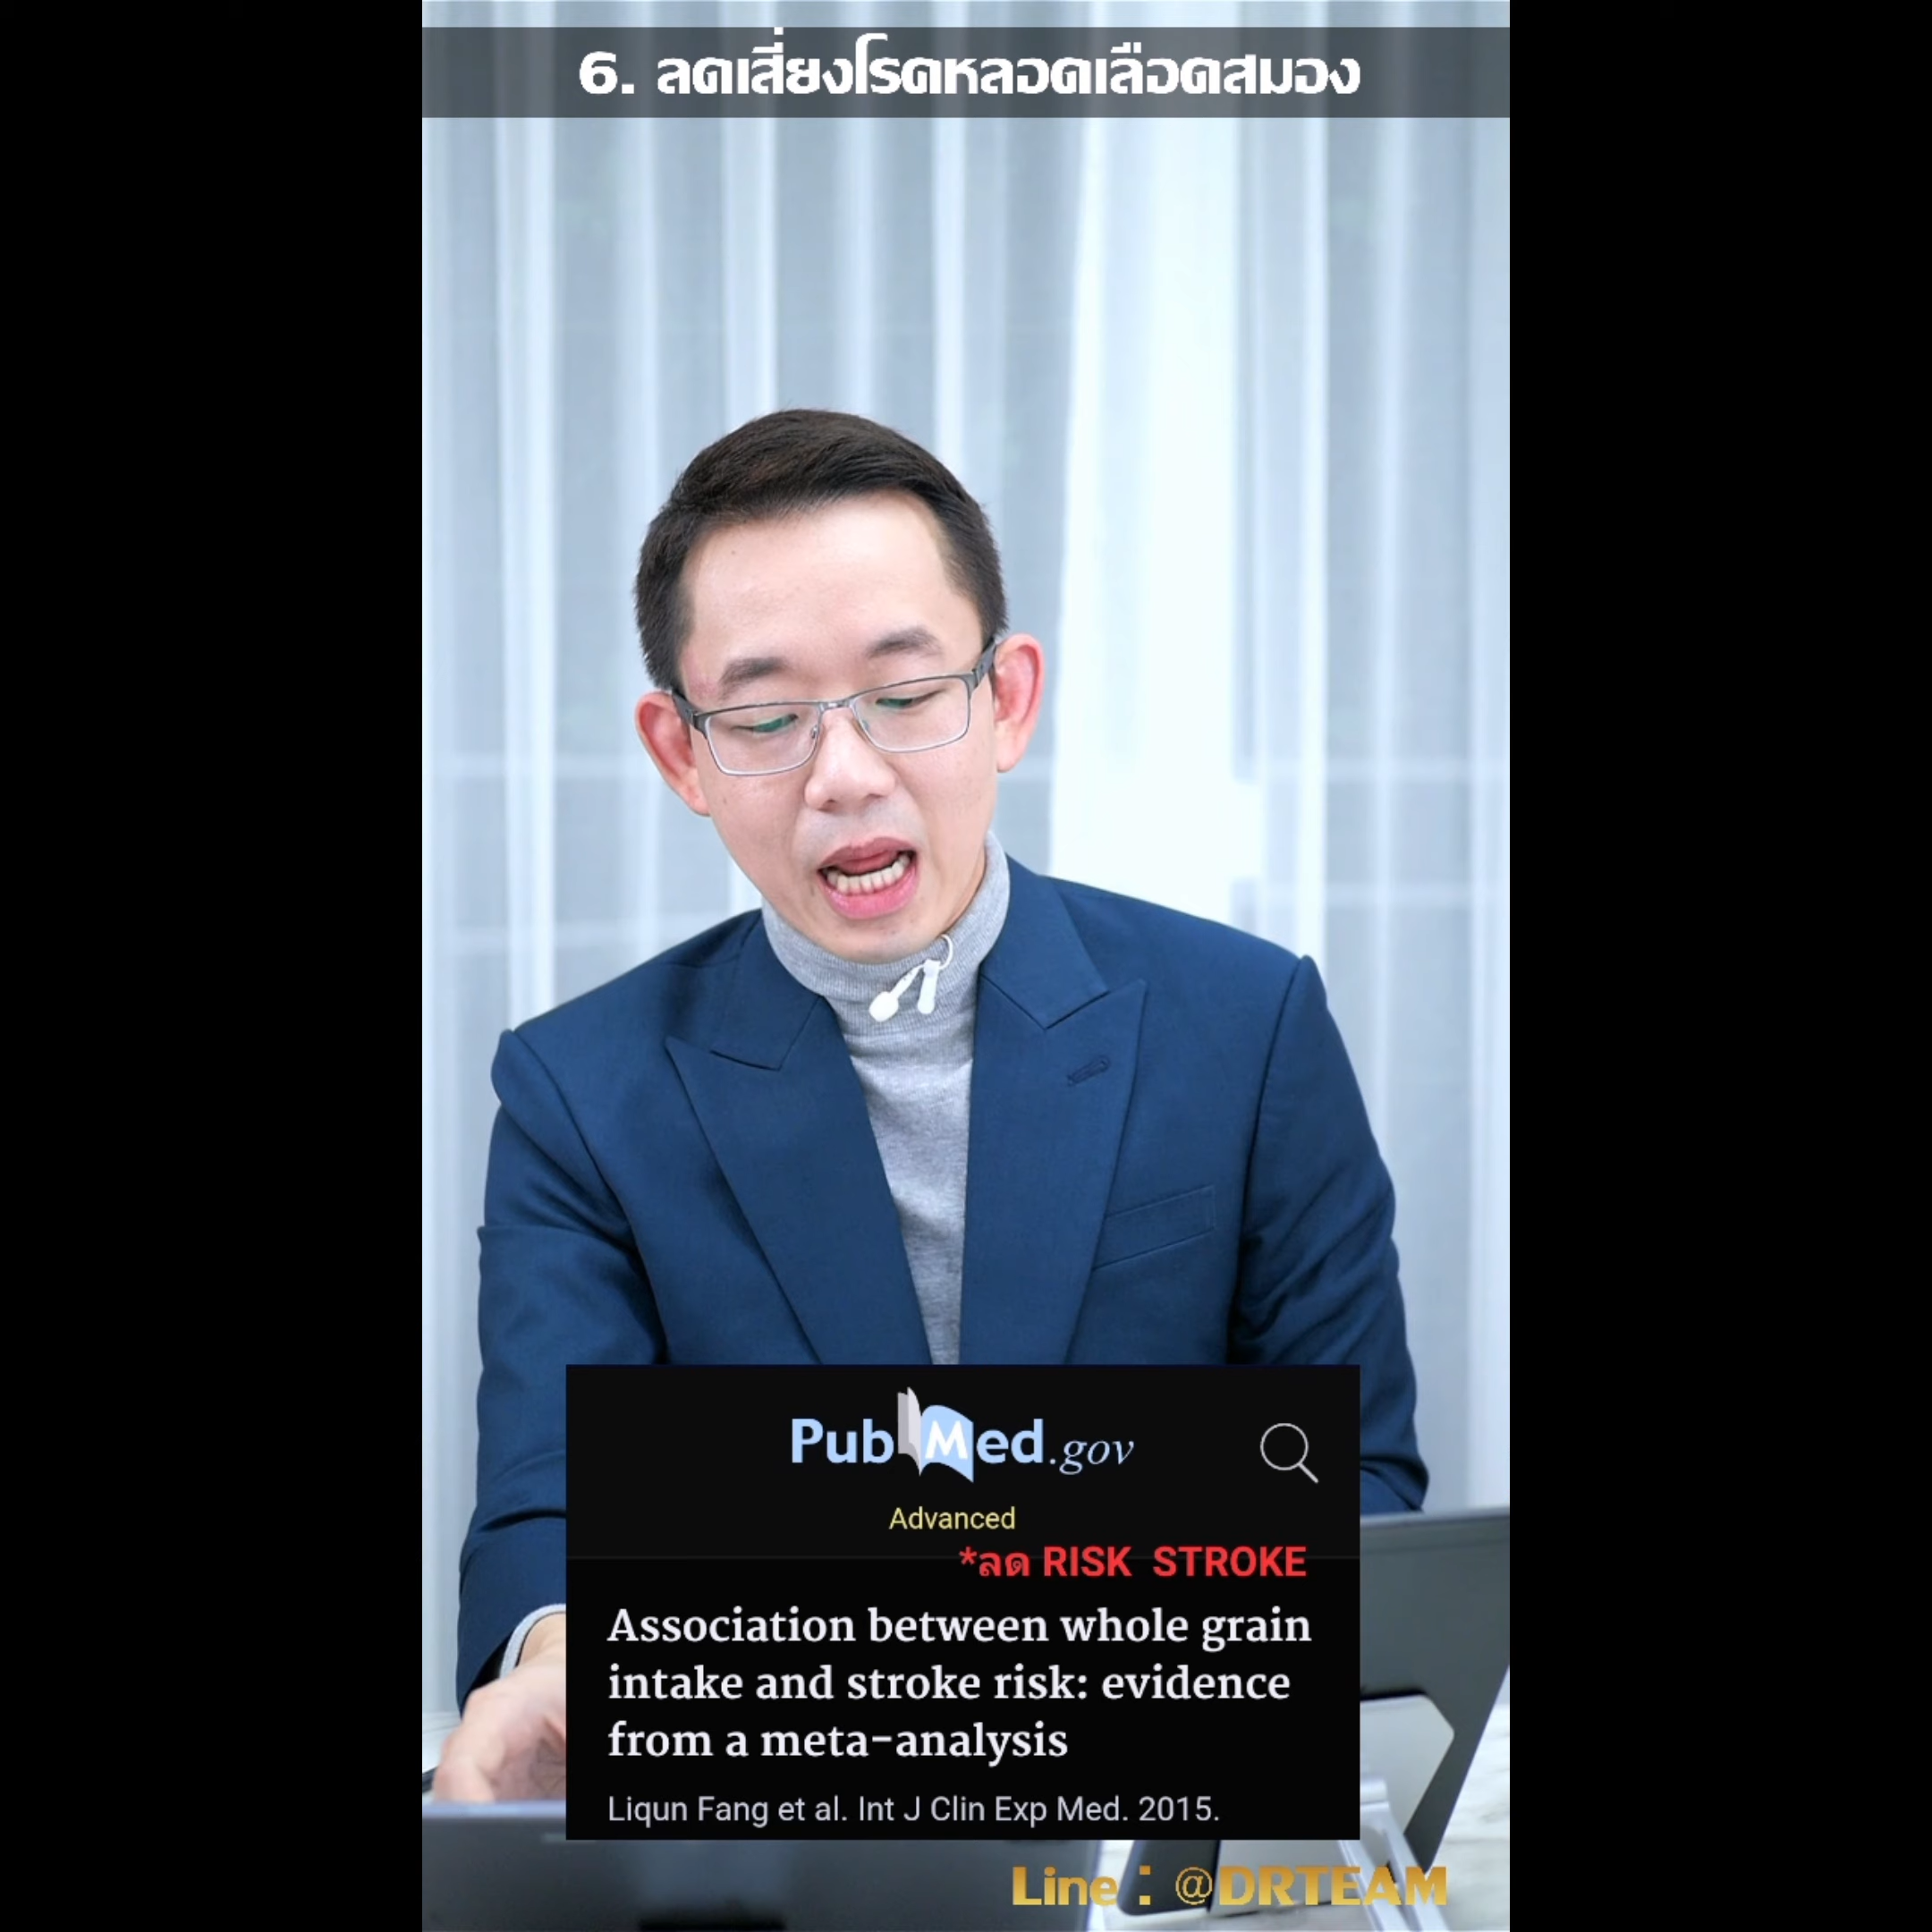 6. ลดเสี่ยงโรคหลอดเลือดสมอง
PubMed.gov
Advanced
*ลด RISK STROKE
Association between whole grain
intake and stroke risk: evidence
from a meta-analysis
Liqun Fang et al. Int J Clin Exp Med. 2015.
Line : @DRTEAM